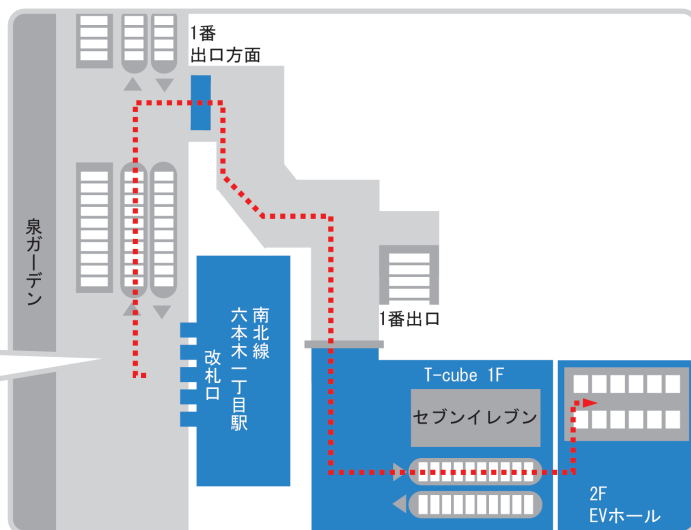 1番
出口方面
泉ガーデン
南北線
六本木一丁目駅
改札口
1番出口
T-cube 1F
セブンイレブン
2F
EVホール